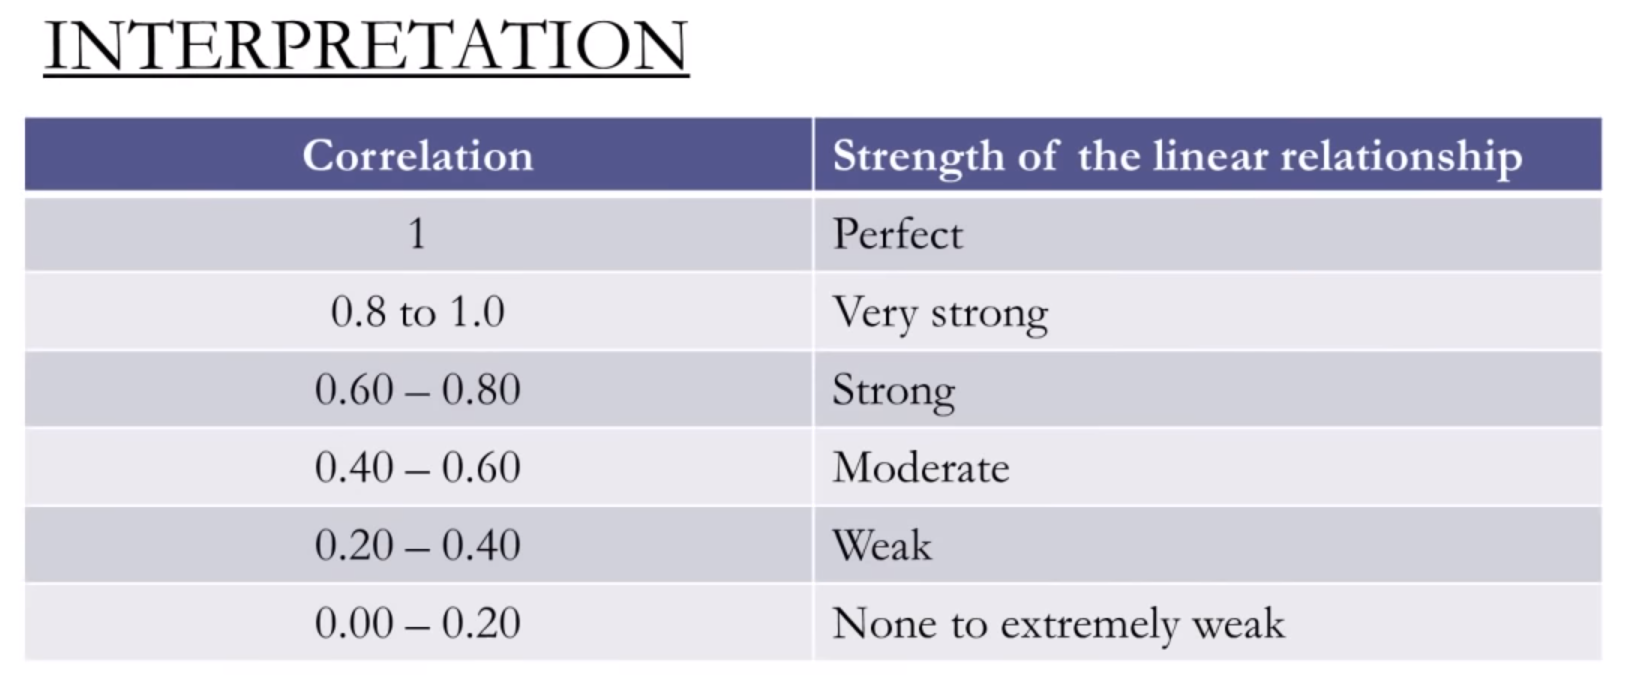 INTERPRETATION
Correlation Strength of the linear relationship
1 Perfect
0.8 to 1.0 Very strong
0.60 – 0.80 Strong
0.40 – 0.60 Moderate
0.20 – 0.40 Weak
0.00 – 0.20 None to extremely weak